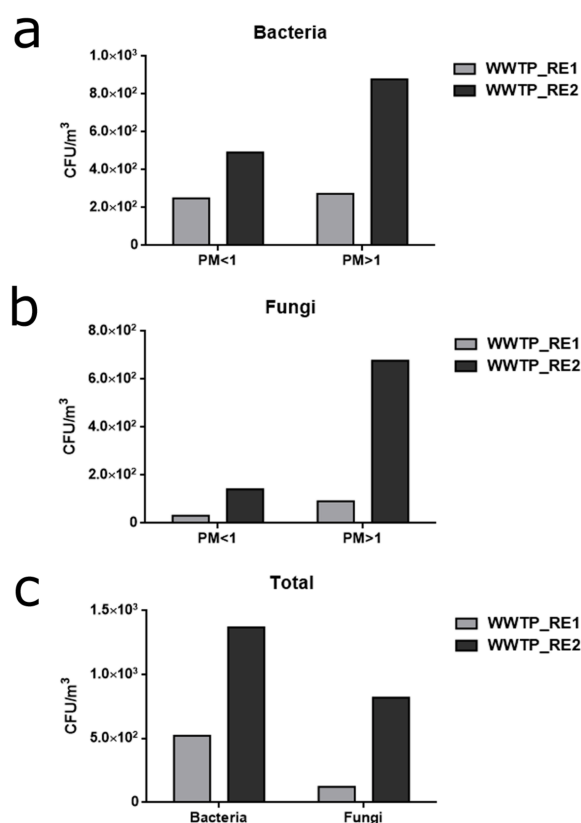 a
Bacteria
1.0×10³
8.0×10²
6.0×10²
4.0×10²
2.0×10²
0
CFU/m³
PM<1
PM>1
WWTP_RE1
WWTP_RE2
b
Fungi
8.0×10²
6.0×10²
4.0×10²
2.0×10²
0
CFU/m³
PM<1
PM>1
WWTP_RE1
WWTP_RE2
c
Total
1.5×10³
1.0×10³
5.0×10²
0
CFU/m³
Bacteria
Fungi
WWTP_RE1
WWTP_RE2